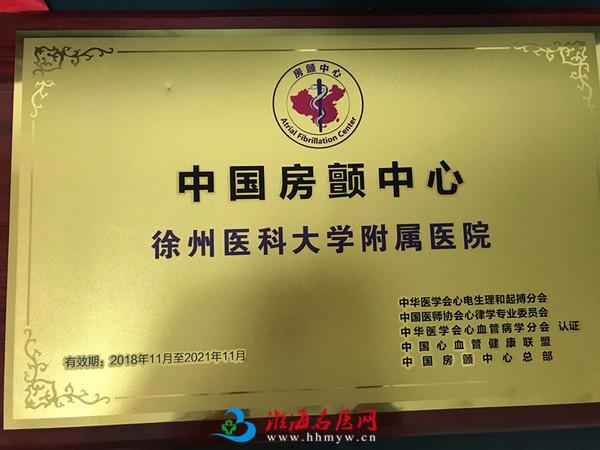 房颤中心
Atrial Fibrillation Center
中国房颤中心
徐州医科大学附属医院
中华医学会心电生理和起搏分会
中国医师协会心律学专业委员会
中华医学会心血管病学分会 认证
中国心血管健康联盟
中国房颤中心总部
有效期：2018年11月至2021年11月
淮海名医网
www.hhmyw.cn